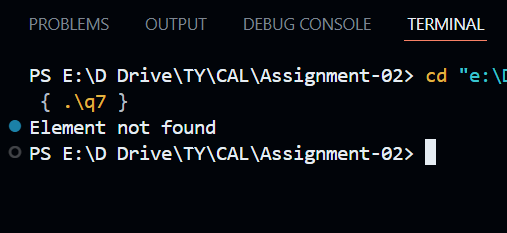 PROBLEMS OUTPUT DEBUG CONSOLE TERMINAL
PS E:\D Drive\TY\CAL\Assignment-02> cd "e:\
{ .\q7 }
Element not found
PS E:\D Drive\TY\CAL\Assignment-02>